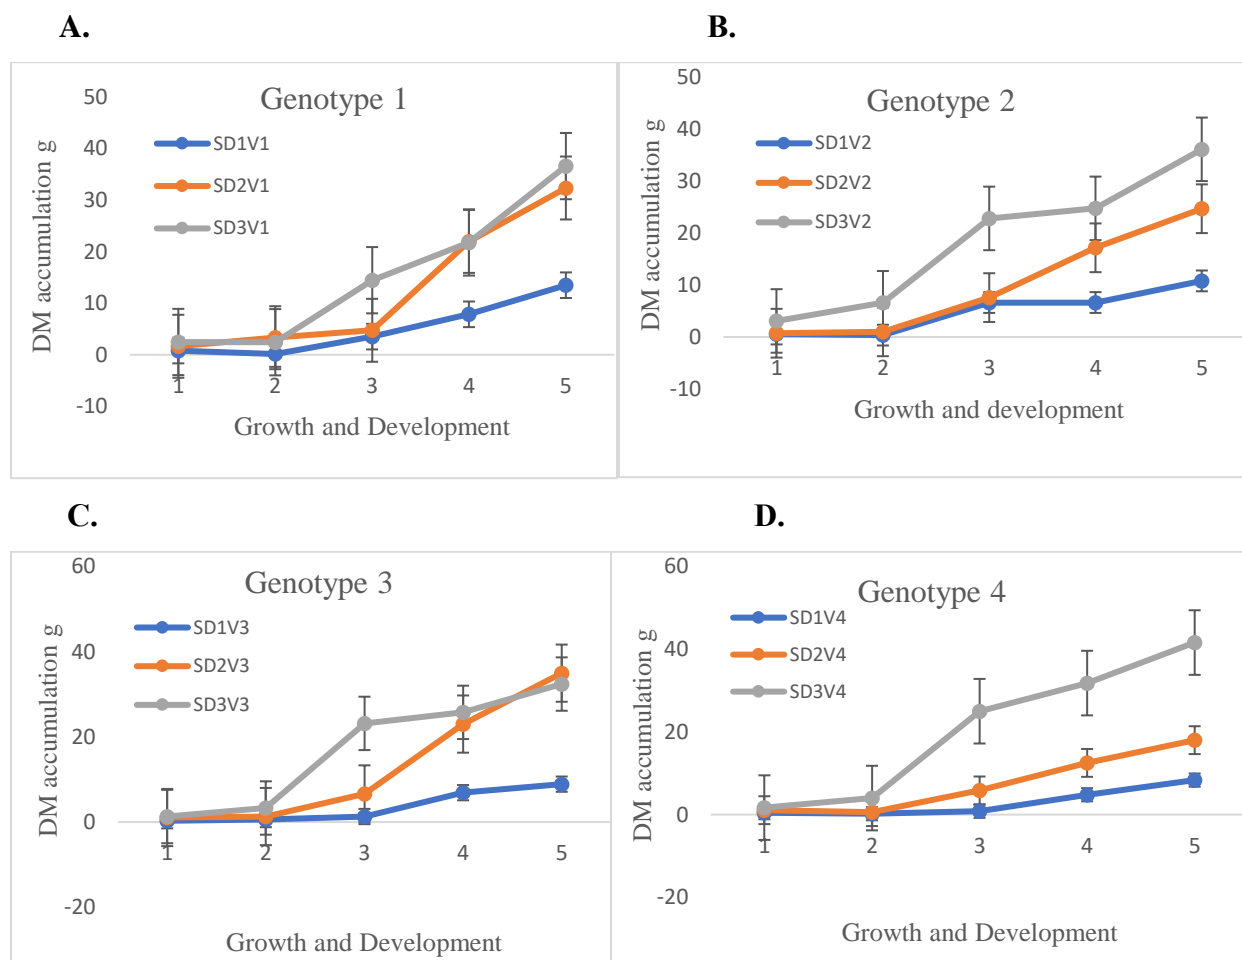 A.
B.
Genotype 1
50
40
30
20
10
0
-10
DM accumulation g
SD1V1
SD2V1
SD3V1
1 2 3 4 5
Growth and Development
Genotype 2
50
40
30
20
10
0
-10
DM accumulation g
SD1V2
SD2V2
SD3V2
1 2 3 4 5
Growth and development
C.
D.
Genotype 3
60
40
20
0
-20
DM accumulation g
SD1V3
SD2V3
SD3V3
1 2 3 4 5
Growth and Development
Genotype 4
60
40
20
0
-20
DM accumulation g
SD1V4
SD2V4
SD3V4
1 2 3 4 5
Growth and Development